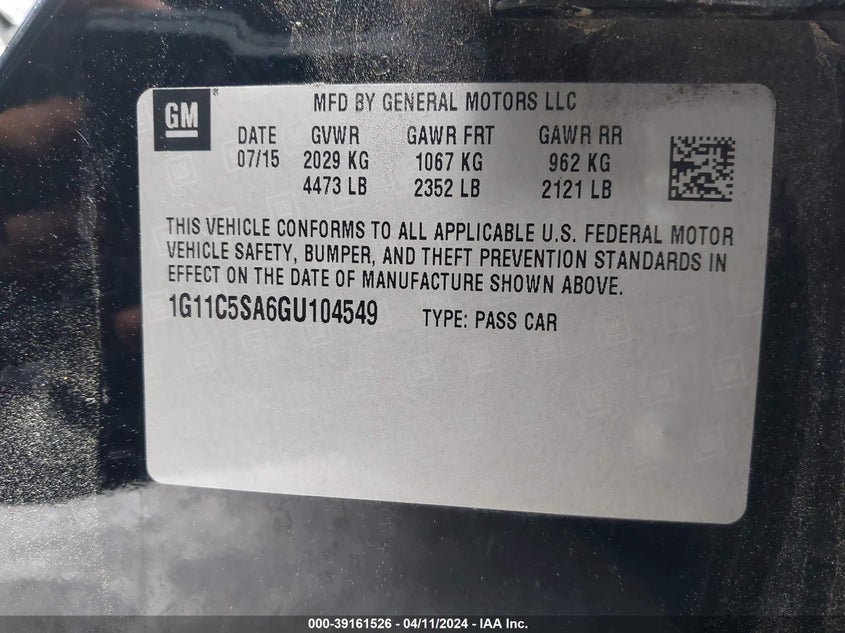 GM ®
MFD BY GENERAL MOTORS LLC
DATE GVWR GAWR FRT GAWR RR
07/15 2029 KG 1067 KG 962 KG
4473 LB 2352 LB 2121 LB
THIS VEHICLE CONFORMS TO ALL APPLICABLE U.S. FEDERAL MOTOR
VEHICLE SAFETY, BUMPER, AND THEFT PREVENTION STANDARDS IN
EFFECT ON THE DATE OF MANUFACTURE SHOWN ABOVE.
1G11C5SA6GU104549 TYPE: PASS CAR
000-39161526 - 04/11/2024 - IAA Inc.